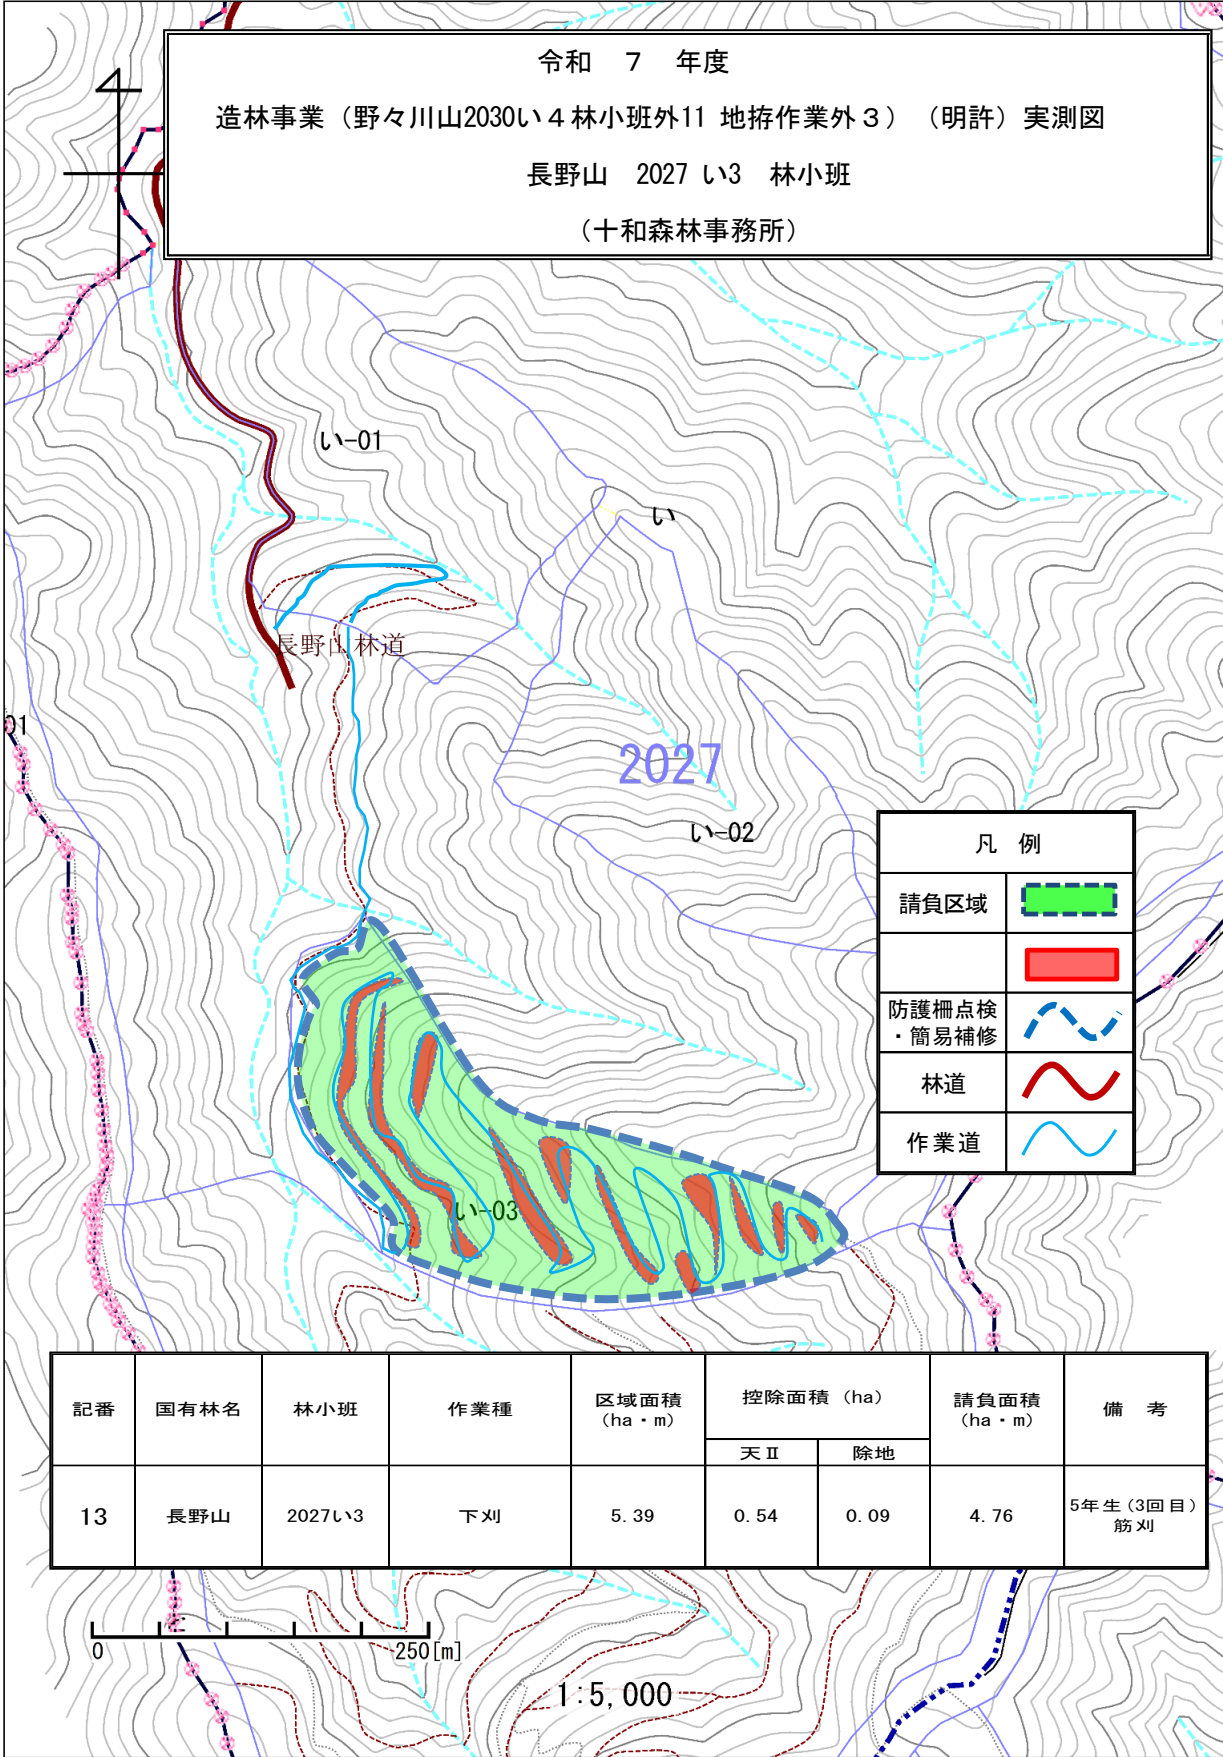 令和　7　年度
造林事業（野々川山2030い４林小班外11 地拵作業外３）（明許）実測図
長野山　2027 い3　林小班
（十和森林事務所）
い-01
い
長野山林道
01
2027
い-02
凡 例
請負区域
防護柵点検
・簡易補修
林道
作業道
い-03
記番 国有林名 林小班 作業種 区域面積 (ha・m) 控除面積 (ha) 請負面積 (ha・m) 備　考
天Ⅱ 除地
13 長野山 2027い3 下刈 5.39 0.54 0.09 4.76 5年生(3回目) 筋刈
0 250[m]
1:5,000